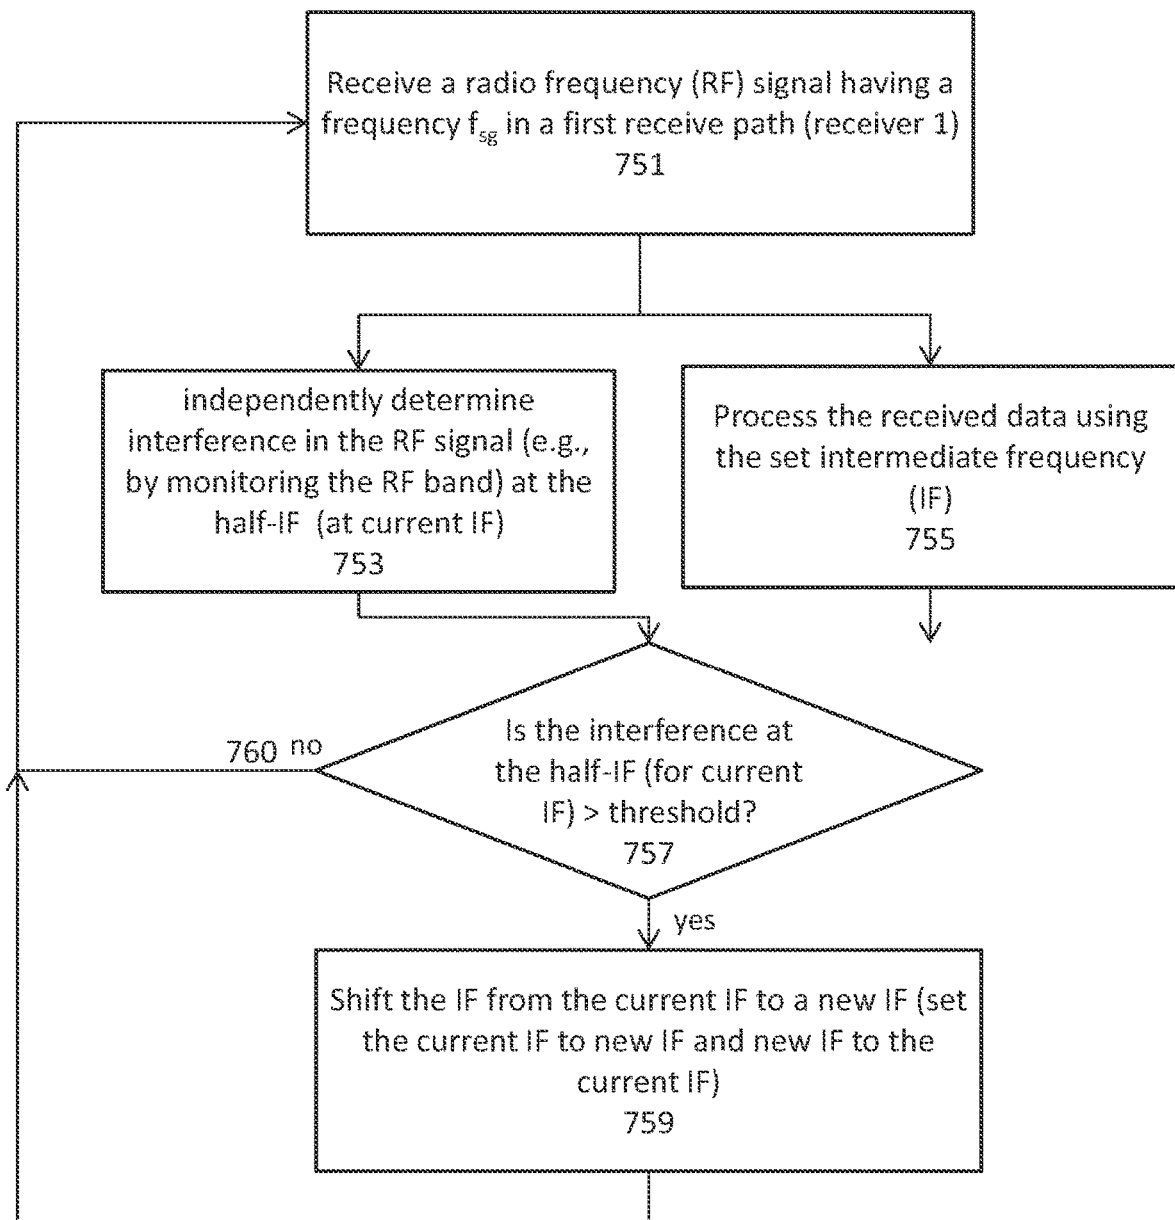 Receive a radio frequency (RF) signal having a
frequency fsg in a first receive path (receiver 1)
751
independently determine
interference in the RF signal (e.g.,
by monitoring the RF band) at the
half-IF (at current IF)
753
Process the received data using
the set intermediate frequency
(IF)
755
760 no
Is the interference at
the half-IF (for current
IF) > threshold?
757
yes
Shift the IF from the current IF to a new IF (set
the current IF to new IF and new IF to the
current IF)
759